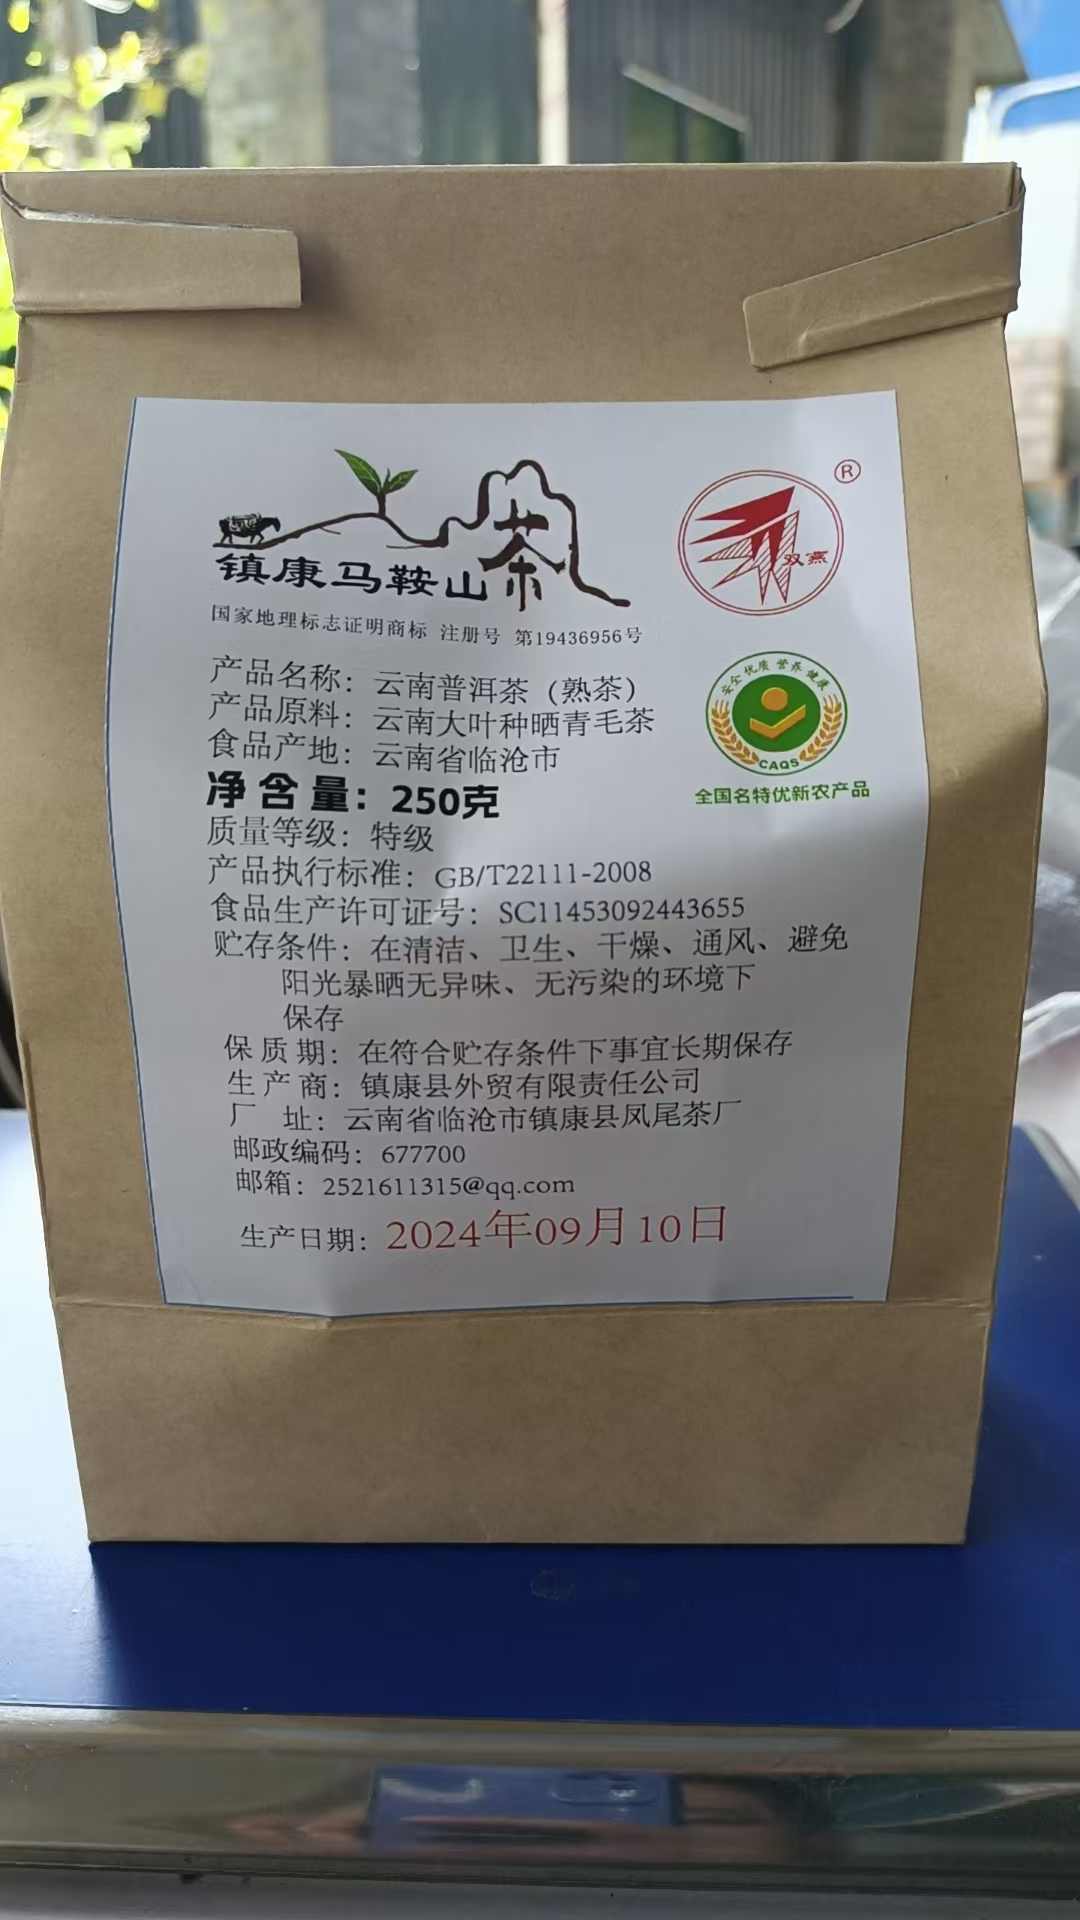 镇康马鞍山茶
国家地理标志证明商标 注册号 第19436956号
®
双燕
产品名称：云南普洱茶（熟茶）
产品原料：云南大叶种晒青毛茶
食品产地：云南省临沧市
净含量：250克
安全 优质 营养 健康
CAQS
全国名特优新农产品
质量等级：特级
产品执行标准：GB/T22111-2008
食品生产许可证号：SC11453092443655
贮存条件：在清洁、卫生、干燥、通风、避免
阳光暴晒无异味、无污染的环境下
保存
保质期：在符合贮存条件下事宜长期保存
生产商：镇康县外贸有限责任公司
厂 址：云南省临沧市镇康县凤尾茶厂
邮政编码：677700
邮箱：2521611315@qq.com
生产日期：2024年09月10日